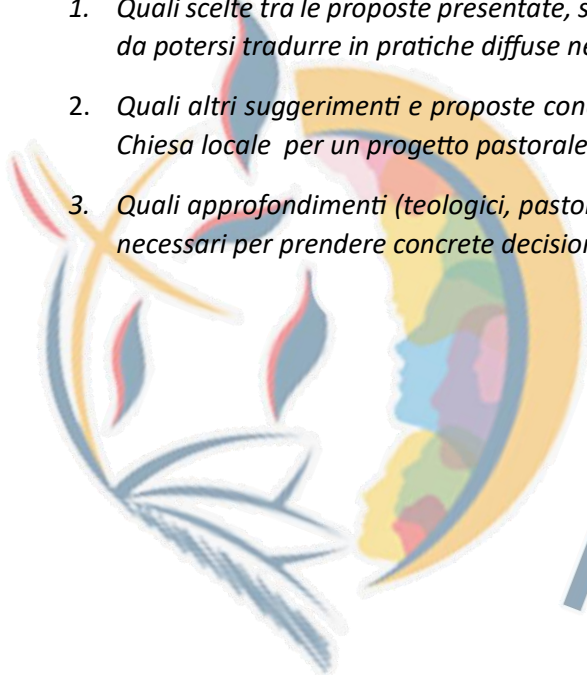 1. Quali scelte tra le proposte presentate, s
da potersi tradurre in pratiche diffuse ne
2. Quali altri suggerimenti e proposte con
Chiesa locale per un progetto pastorale
3. Quali approfondimenti (teologici, pastor
necessari per prendere concrete decision